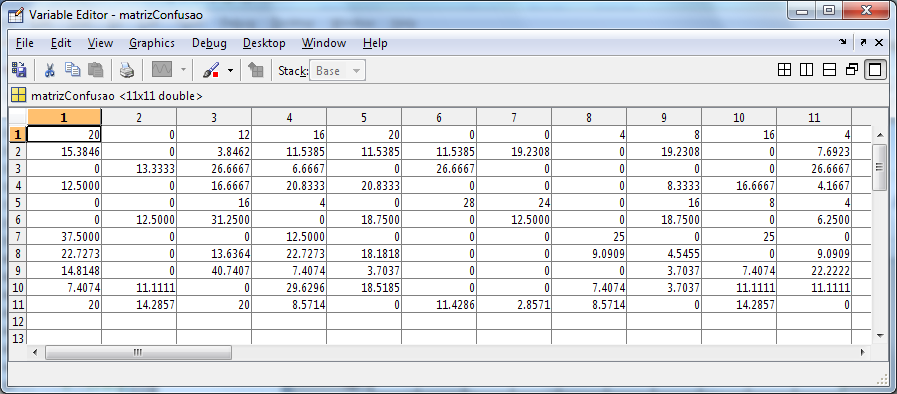 Variable Editor - matrizConfusao
File Edit View Graphics Debug Desktop Window Help
Stack: Base
matrizConfusao <11x11 double>
1 2 3 4 5 6 7 8 9 10 11
1 20 0 12 16 20 0 0 4 8 16 4
2 15.3846 0 3.8462 11.5385 11.5385 11.5385 19.2308 0 19.2308 0 7.6923
3 0 13.3333 26.6667 6.6667 0 26.6667 0 0 0 0 26.6667
4 12.5000 0 16.6667 20.8333 20.8333 0 0 0 8.3333 16.6667 4.1667
5 0 0 16 4 0 28 24 0 16 8 4
6 0 12.5000 31.2500 0 18.7500 0 12.5000 0 18.7500 0 6.2500
7 37.5000 0 0 12.5000 0 0 0 25 0 25 0
8 22.7273 0 13.6364 22.7273 18.1818 0 0 9.0909 4.5455 0 9.0909
9 14.8148 0 40.7407 7.4074 3.7037 0 0 0 3.7037 7.4074 22.2222
10 7.4074 11.1111 0 29.6296 18.5185 0 0 7.4074 3.7037 11.1111 11.1111
11 20 14.2857 20 8.5714 0 11.4286 2.8571 8.5714 0 14.2857 0
12
13